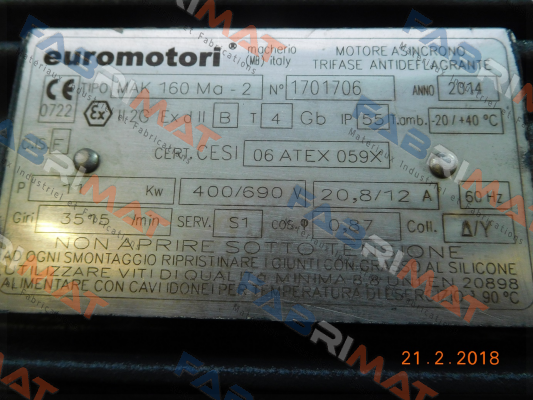 euromotori® macherio (MB) italy MOTORE ASINCRONO TRIFASE ANTIDEFLAGRANTE
CE 0722 TIPO MAK 160 Ma - 2 N° 1701706 ANNO 2014
Ex II 2G Ex d II B T 4 Gb IP 55 T.amb. -20/+40 °C
F CERT. CESI 06 ATEX 059X
P 11 Kw 400/690 V 20,8/12 A 60 Hz
Giri 3515 /min SERV. S1 cos.φ 0,87 Coll. Δ/Y
NON APRIRE SOTTO TENSIONE
AD OGNI SMONTAGGIO RIPRISTINARE I GIUNTI CON GRASSO AL SILICONE
UTILIZZARE VITI DI QUALITÀ MINIMA 8.8 EN 20898
ALIMENTARE CON CAVI IDONEI PER TEMPERATURA DI ESERCIZIO 90 °C
21.2.2018
FABRIMAT